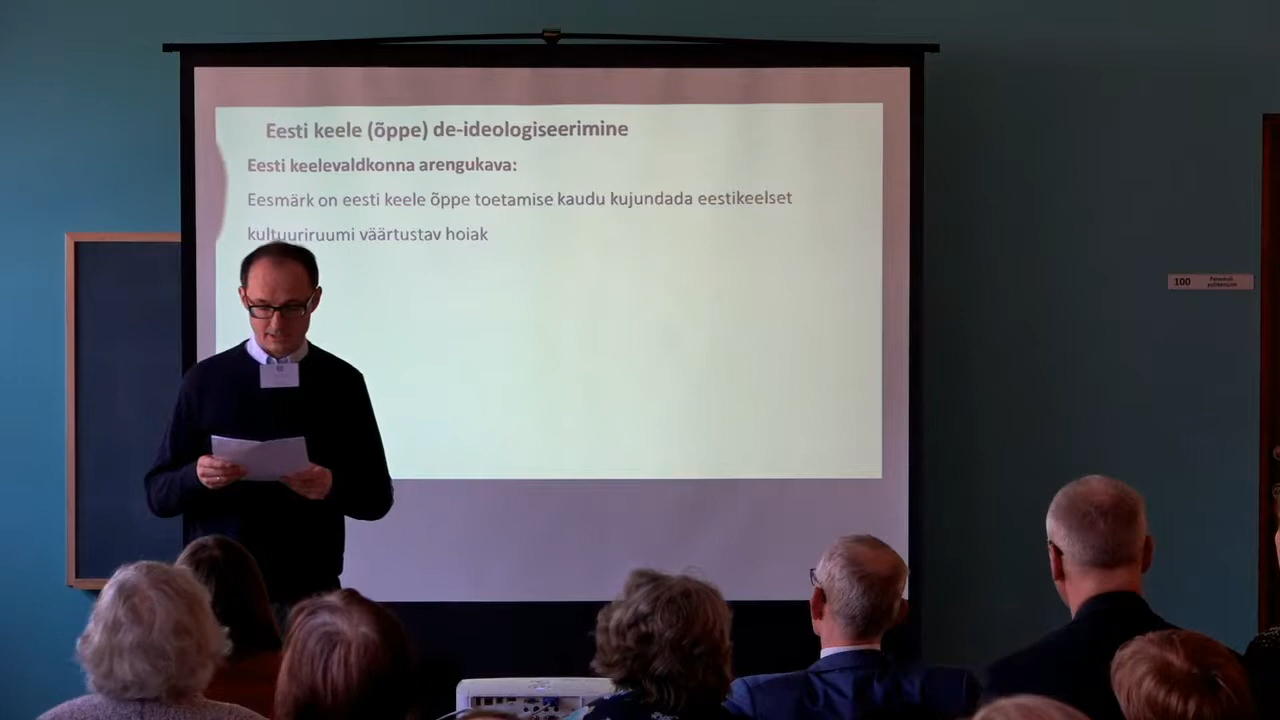 Eesti keele (õppe) de-ideologiseerimine
Eesti keelevaldkonna arengukava:
Eesmärk on eesti keele õppe toetamise kaudu kujundada eestikeelset
kultuuriruumi väärtustav hoiak
100